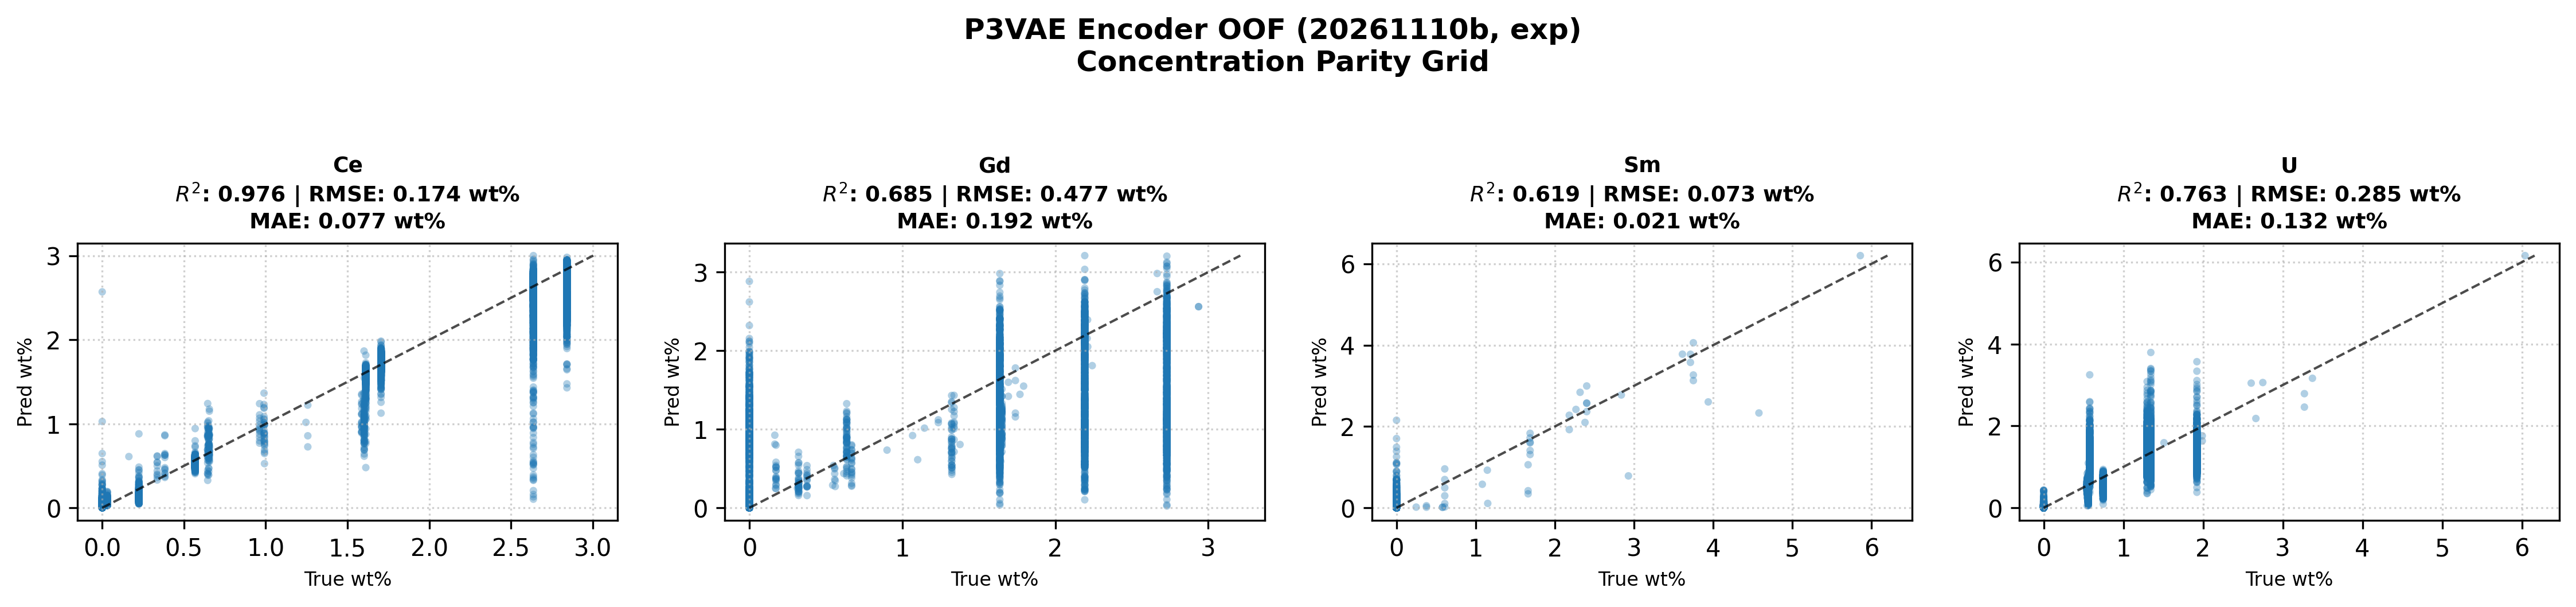 P3VAE Encoder OOF (20261110b, exp)
Concentration Parity Grid
Ce
R²: 0.976 | RMSE: 0.174 wt%
MAE: 0.077 wt%
3
2
1
0
Pred wt%
0.0 0.5 1.0 1.5 2.0 2.5 3.0
True wt%
Gd
R²: 0.685 | RMSE: 0.477 wt%
MAE: 0.192 wt%
3
2
1
0
Pred wt%
0 1 2 3
True wt%
Sm
R²: 0.619 | RMSE: 0.073 wt%
MAE: 0.021 wt%
6
4
2
0
Pred wt%
0 1 2 3 4 5 6
True wt%
U
R²: 0.763 | RMSE: 0.285 wt%
MAE: 0.132 wt%
6
4
2
0
Pred wt%
0 1 2 3 4 5 6
True wt%